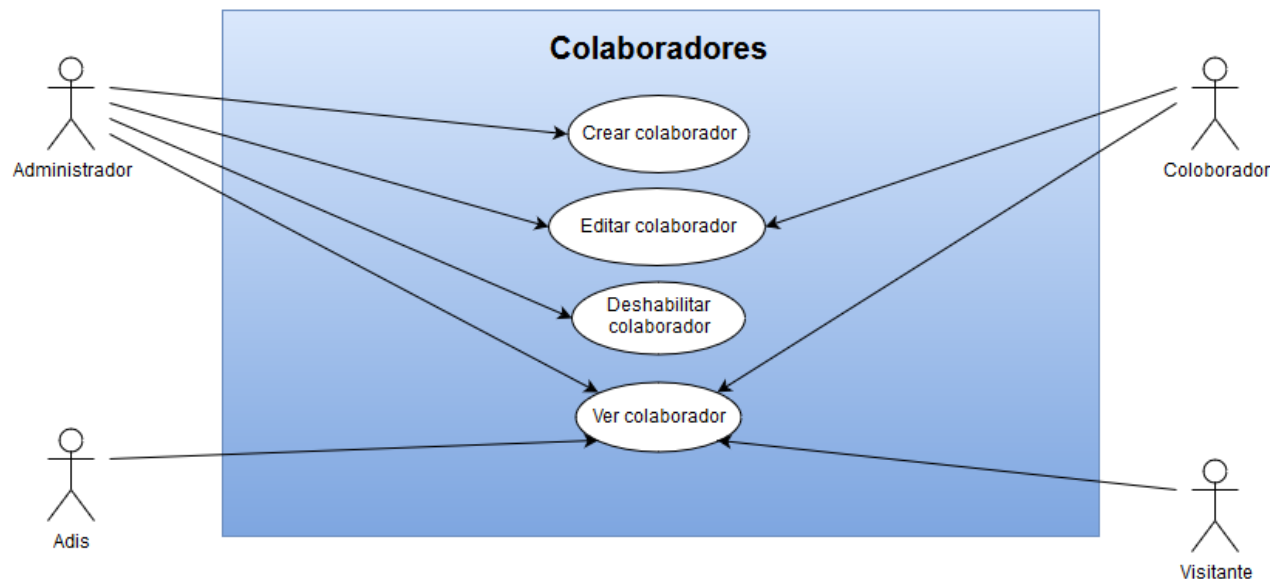 Colaboradores
Crear colaborador
Administrador
Coloborador
Editar colaborador
Deshabilitar
colaborador
Ver colaborador
Adis
Visitante